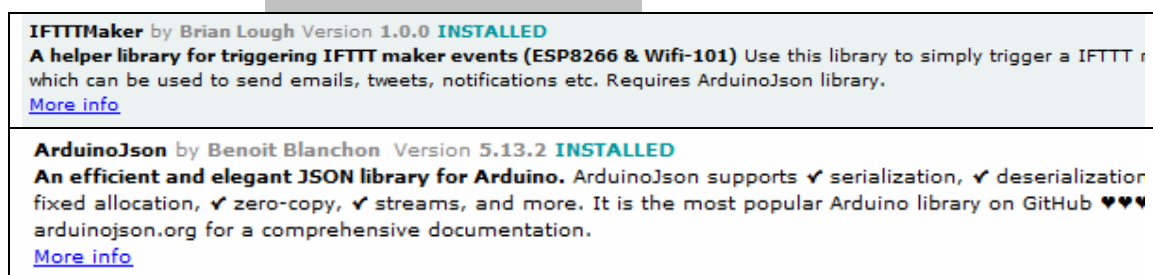 IFTTTMaker by Brian Lough Version 1.0.0 INSTALLED
A helper library for triggering IFTTT maker events (ESP8266 & Wifi-101) Use this library to simply trigger a IFTTT
which can be used to send emails, tweets, notifications etc. Requires ArduinoJson library.
More info
ArduinoJson by Benoit Blanchon Version 5.13.2 INSTALLED
An efficient and elegant JSON library for Arduino. ArduinoJson supports ✔ serialization, ✔ deserialization
fixed allocation, ✔ zero-copy, ✔ streams, and more. It is the most popular Arduino library on GitHub ♥♥♥
arduinojson.org for a comprehensive documentation.
More info